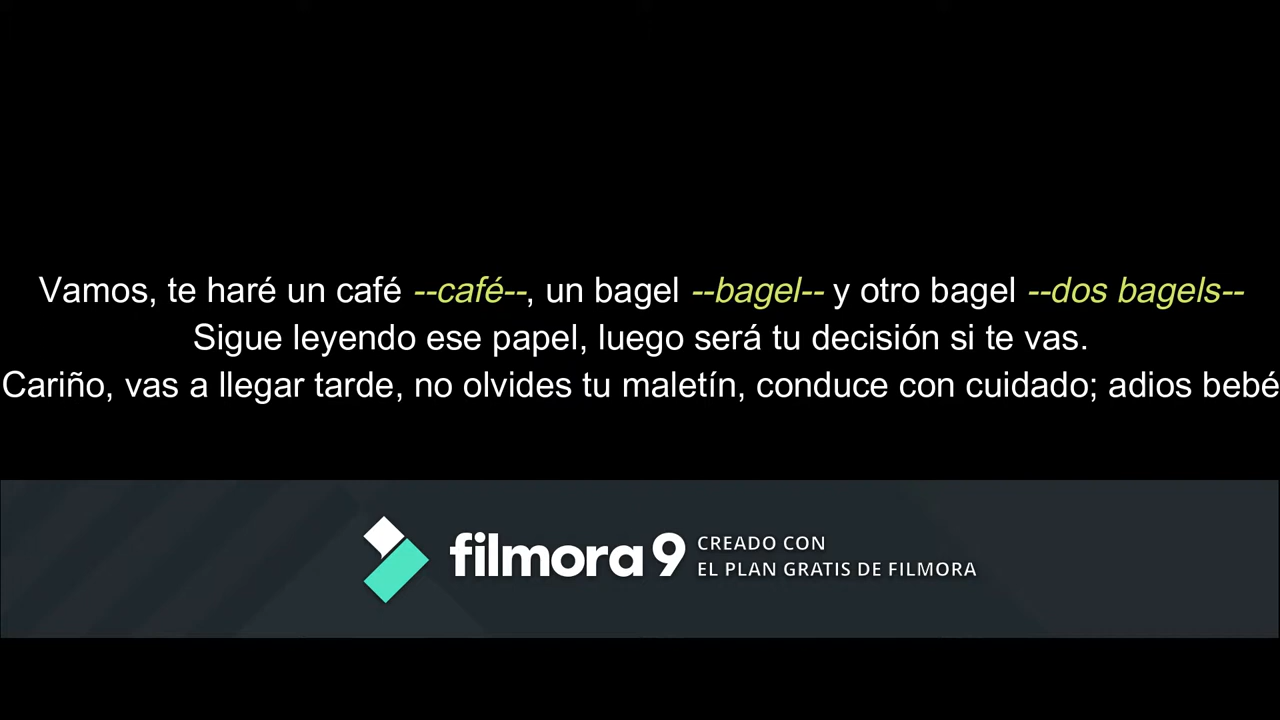 Vamos, te haré un café --café--, un bagel --bagel-- y otro bagel --dos bagels--
Sigue leyendo ese papel, luego será tu decisión si te vas.
Cariño, vas a llegar tarde, no olvides tu maletín, conduce con cuidado; adios bebé
filmora 9
CREADO CON
EL PLAN GRATIS DE FILMORA